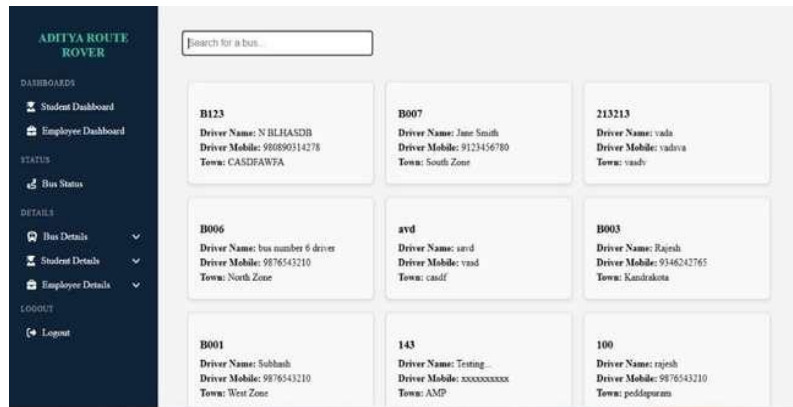 ADITYA ROUTE
ROVER
DASHBOARDS
Student Dashboard
Employee Dashboard
STATUS
Bus Status
DETAILS
Bus Details
Student Details
Employee Details
LOGOUT
Logout
Search for a bus...
B123
Driver Name: N BLHASDB
Driver Mobile: 980890314278
Town: CASDFAWFA
B007
Driver Name: Jane Smith
Driver Mobile: 9123456780
Town: South Zone
213213
Driver Name: vada
Driver Mobile: vadsva
Town: vasdv
B006
Driver Name: bus number 6 driver
Driver Mobile: 9876543210
Town: North Zone
avd
Driver Name: savd
Driver Mobile: vasd
Town: casdf
B003
Driver Name: Rajesh
Driver Mobile: 9346242765
Town: Kandrakota
B001
Driver Name: Subhash
Driver Mobile: 9876543210
Town: West Zone
143
Driver Name: Testing...
Driver Mobile: xxxxxxxxxx
Town: AMP
100
Driver Name: rajesh
Driver Mobile: 9876543210
Town: peddapuram